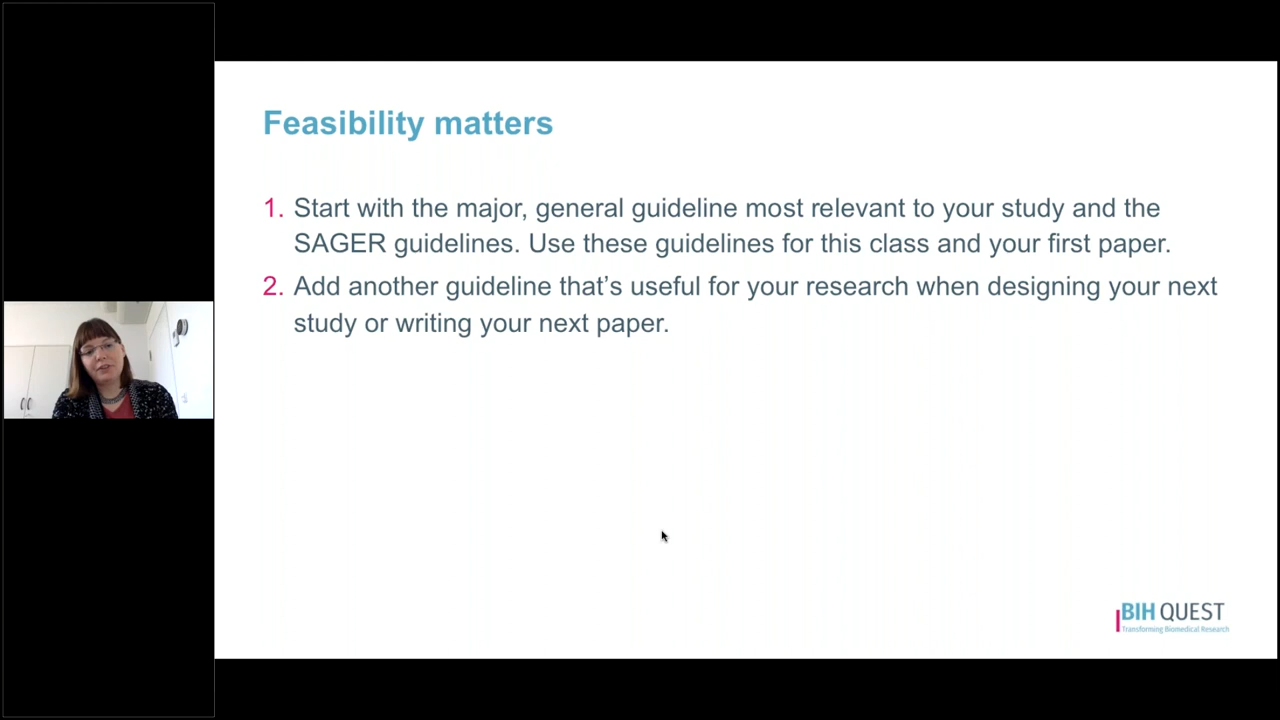 Feasibility matters
1. Start with the major, general guideline most relevant to your study and the
SAGER guidelines. Use these guidelines for this class and your first paper.
2. Add another guideline that's useful for your research when designing your next
study or writing your next paper.
BIH QUEST
Transforming Biomedical Research